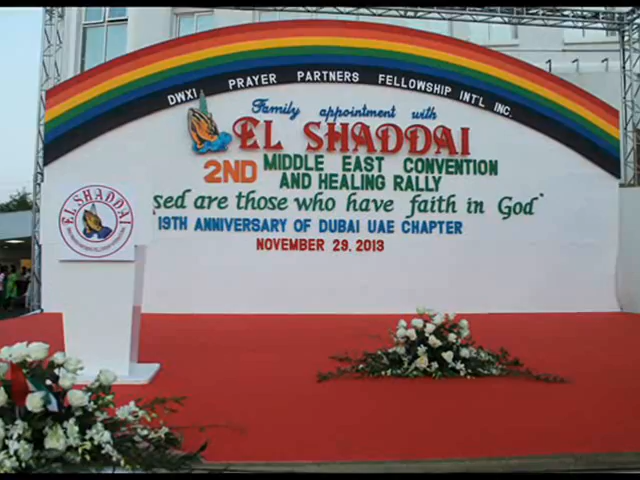 DWXI PRAYER PARTNERS FELLOWSHIP INT'L INC.
Family appointment with
EL SHADDAI
2ND MIDDLE EAST CONVENTION
AND HEALING RALLY
sed are those who have faith in God"
19TH ANNIVERSARY OF DUBAI UAE CHAPTER
NOVEMBER 29, 2013
EL SHADDAI